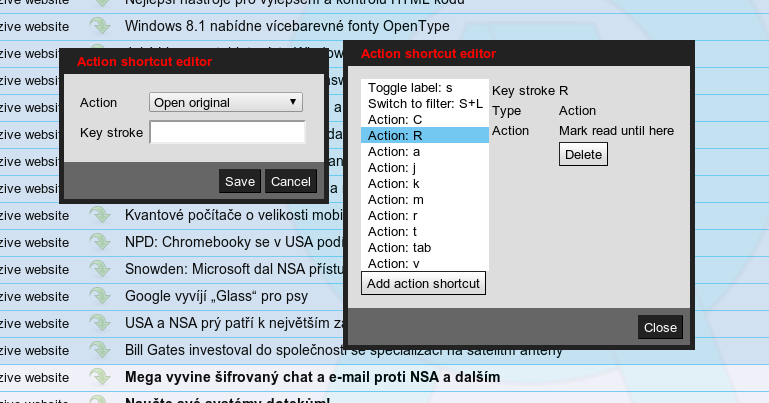 Nejlepší nástroje pro vylepšení a kontrolu HTML kódu
zive website Windows 8.1 nabídne vícebarevné fonty OpenType
zive website
zive website
zive website
zive website
zive website
zive website
Action shortcut editor
Action Open original
Key stroke
Save Cancel
Action shortcut editor
Toggle label: s
Switch to filter: S+L
Action: C
Action: R
Action: a
Action: j
Action: k
Action: m
Action: r
Action: t
Action: tab
Action: v
Add action shortcut
Key stroke R
Type Action
Action Mark read until here
Delete
Close
zive website Kvantové počítače o velikosti mobi
zive website NPD: Chromebooky se v USA podí
zive website Snowden: Microsoft dal NSA přístu
zive website Google vyvíjí „Glass“ pro psy
zive website USA a NSA prý patří k největším za
zive website Bill Gates investoval do společnosti se specializací na satelitní antény
zive website Mega vyvine šifrovaný chat a e-mail proti NSA a dalším
zive website Naučte své systémy